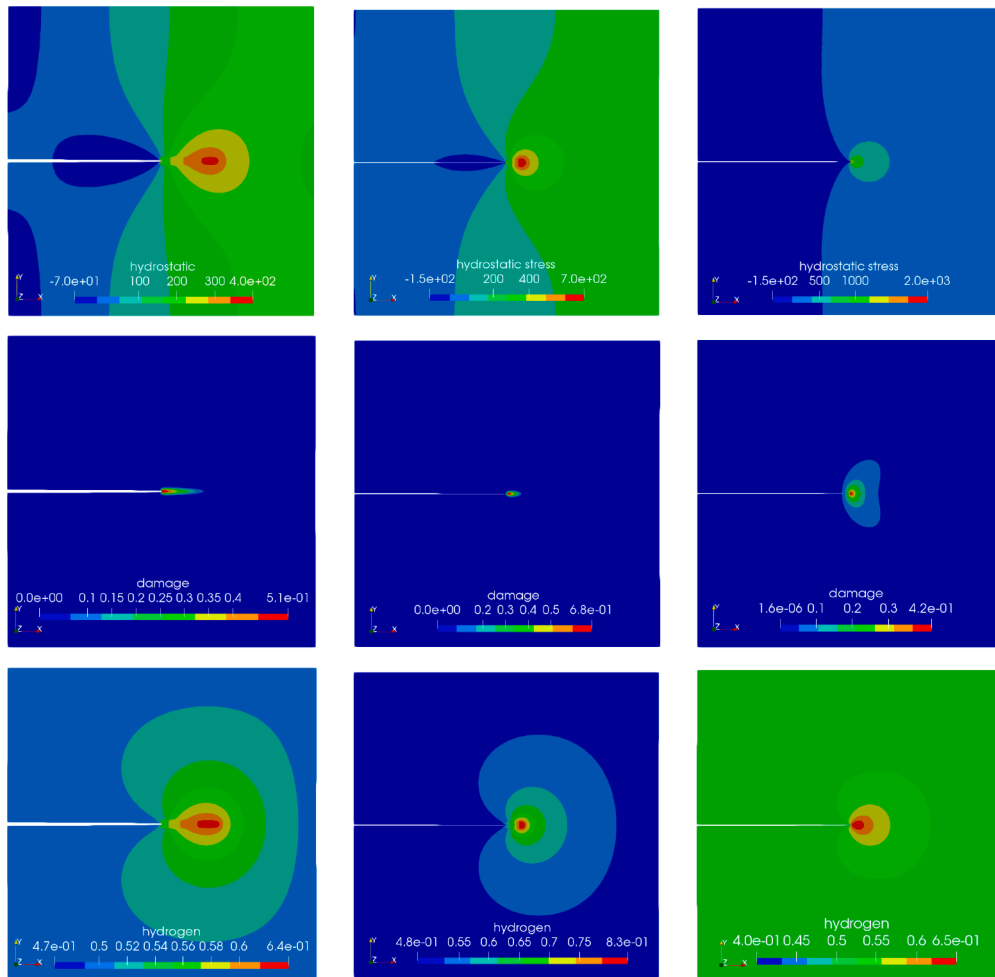 hydrostatic
-7.0e+01 100 200 300 4.0e+02
Y
Z X
hydrostatic stress
-1.5e+02 200 400 7.0e+02
Y
Z X
hydrostatic stress
-1.5e+02 500 1000 2.0e+03
Y
Z X
damage
0.0e+00 0.1 0.15 0.2 0.25 0.3 0.35 0.4 5.1e-01
Y
Z X
damage
0.0e+00 0.2 0.3 0.4 0.5 6.8e-01
Y
Z X
damage
1.6e-06 0.1 0.2 0.3 4.2e-01
Y
Z X
hydrogen
4.7e-01 0.5 0.52 0.54 0.56 0.58 0.6 6.4e-01
Y
Z X
hydrogen
4.8e-01 0.55 0.6 0.65 0.7 0.75 8.3e-01
Y
Z X
hydrogen
4.0e-01 0.45 0.5 0.55 0.6 6.5e-01
Y
Z X